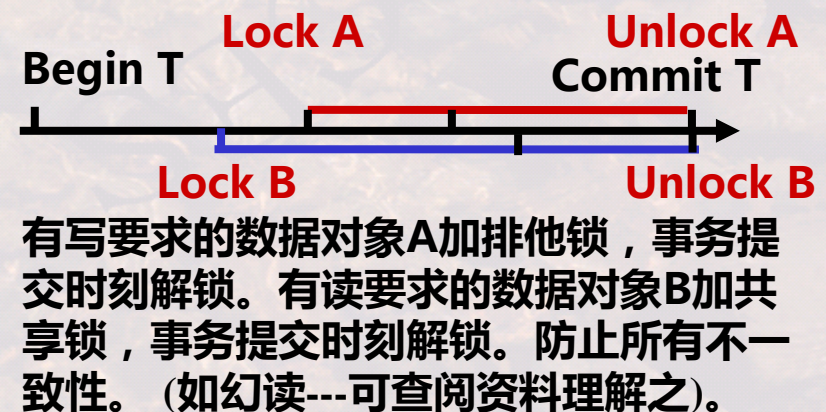 Lock A Unlock A
Begin T Commit T
Lock B Unlock B
有写要求的数据对象A加排他锁，事务提
交时刻解锁。有读要求的数据对象B加共
享锁，事务提交时刻解锁。防止所有不一
致性。 (如幻读---可查阅资料理解之)。